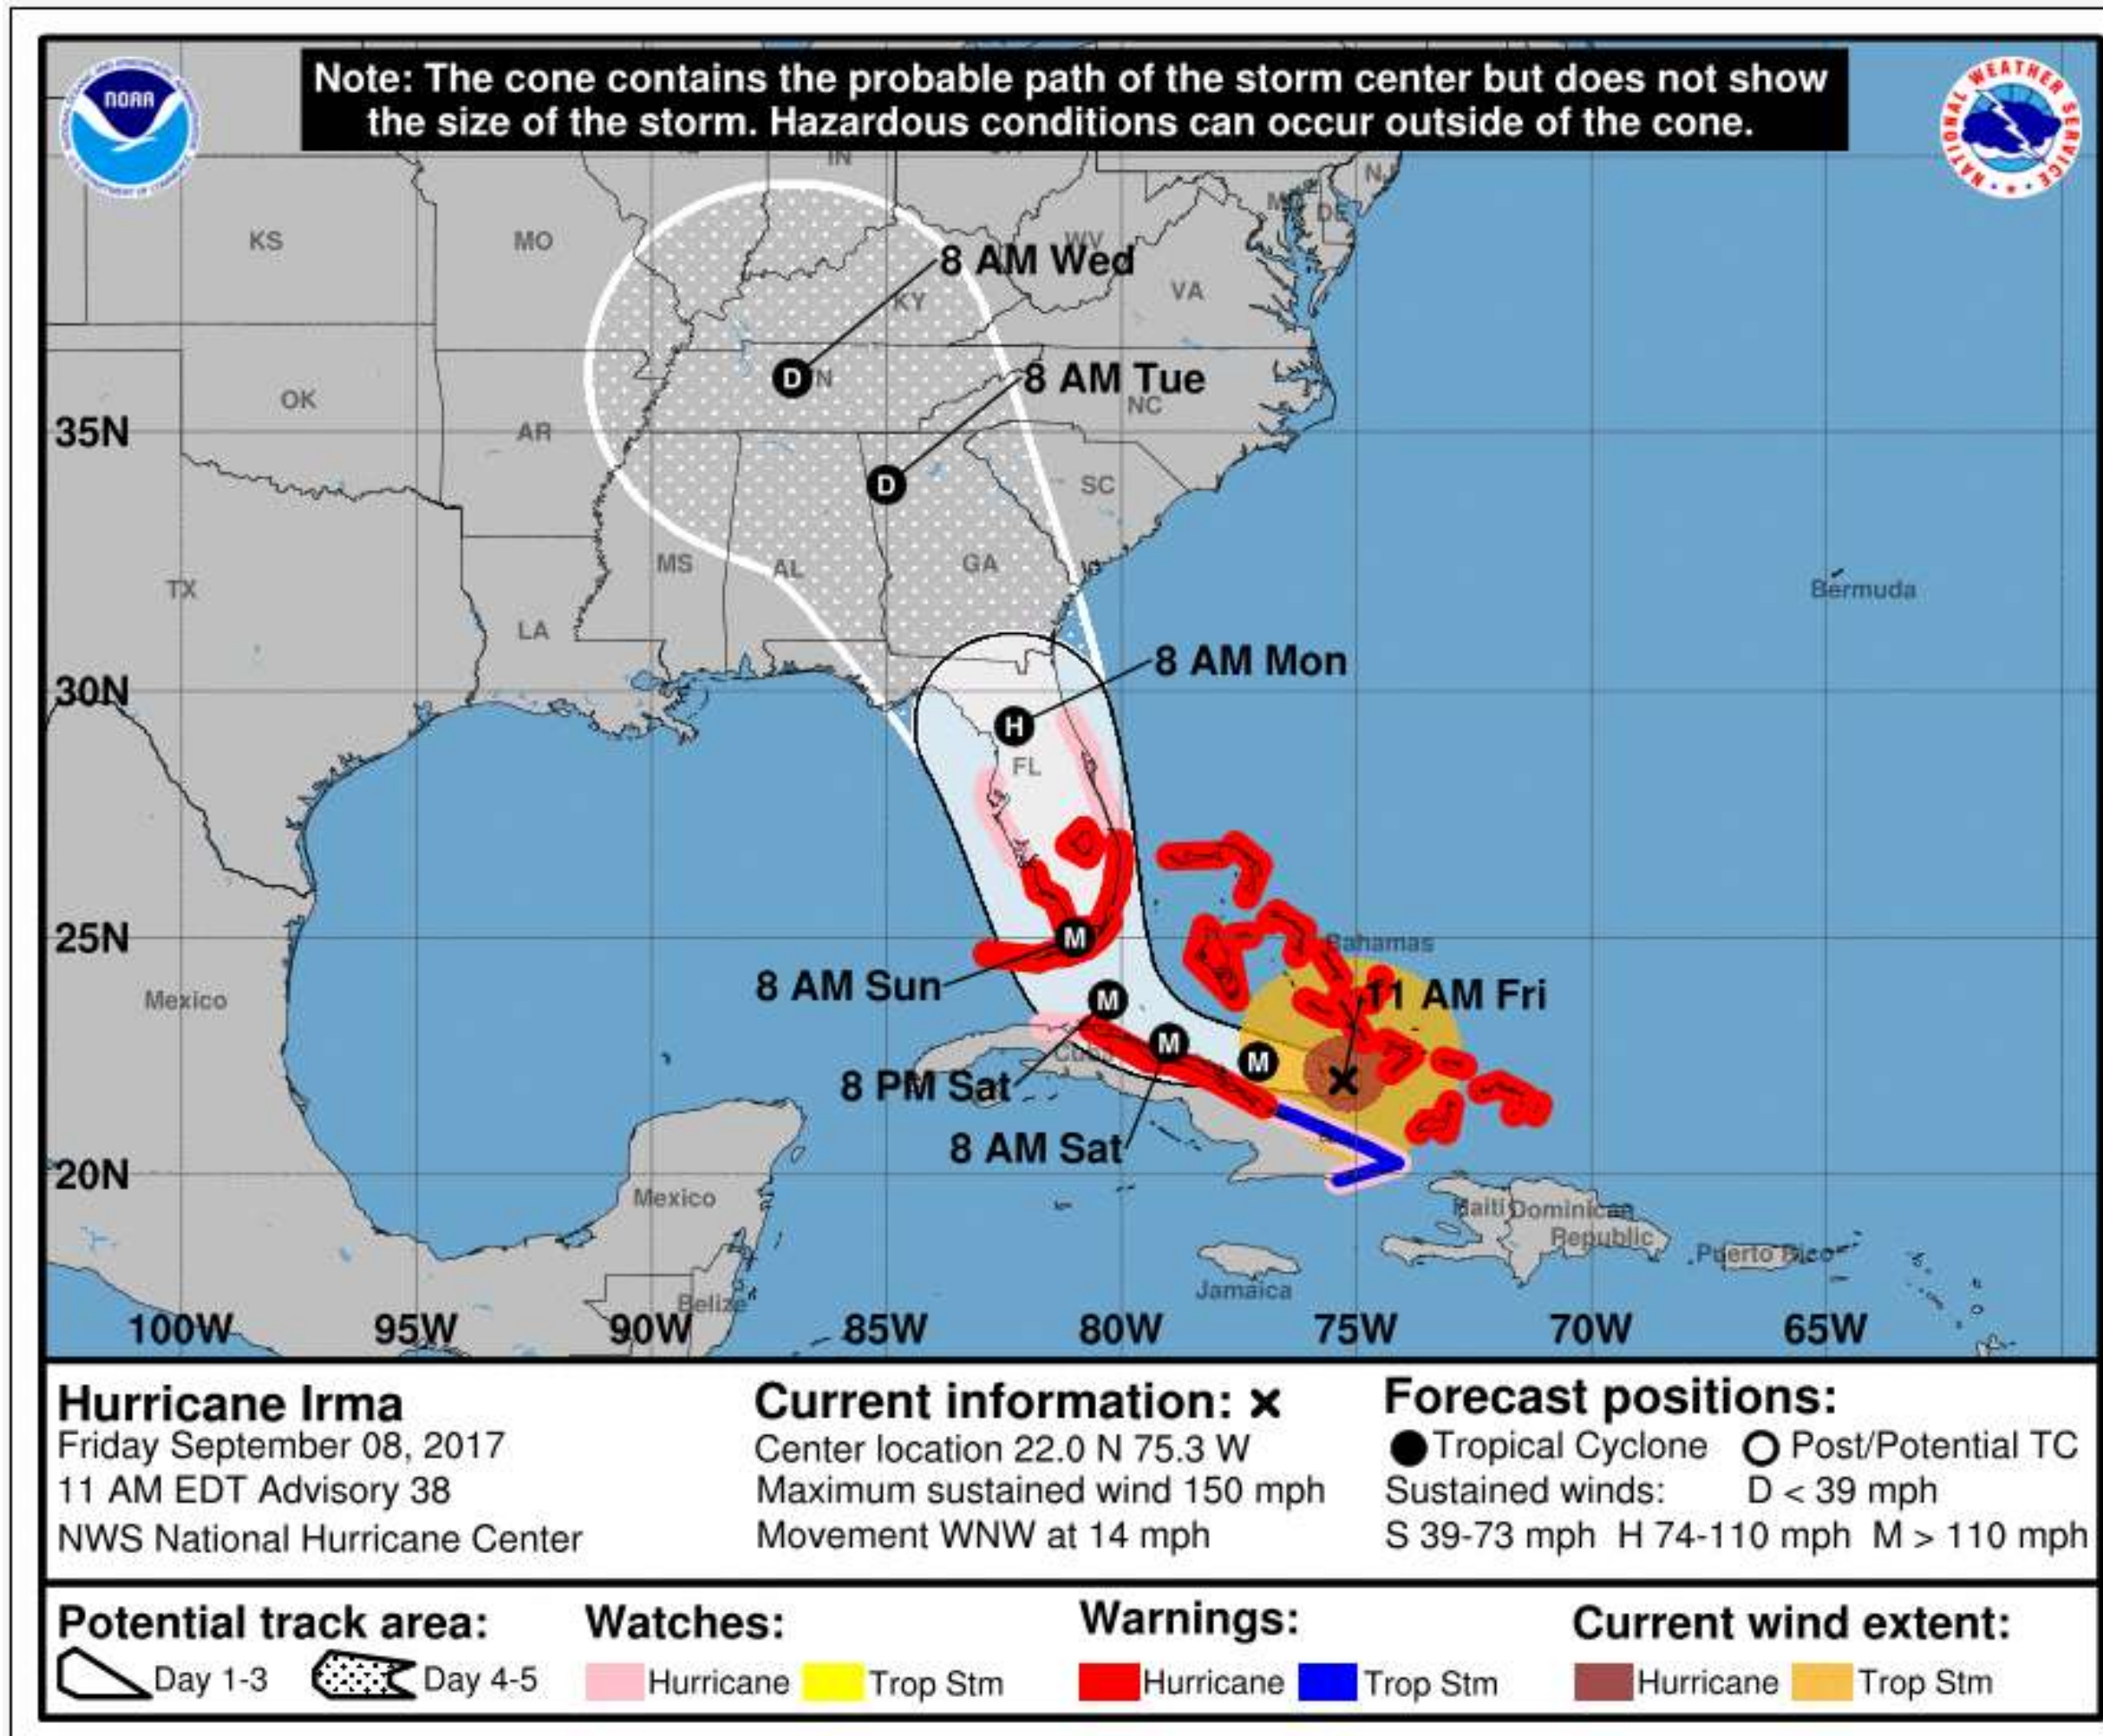 Note: The cone contains the probable path of the storm center but does not show
the size of the storm. Hazardous conditions can occur outside of the cone.
NOAA
NATIONAL WEATHER SERVICE
IN
NJ
DE
KS
MO
WV
8 AM Wed
KY
VA
8 AM Tue
OK
NC
35N
AR
SC
MS
AL
GA
TX
Bermuda
LA
8 AM Mon
30N
FL
25N
Bahamas
8 AM Sun
11 AM Fri
Mexico
Cuba
8 PM Sat
8 AM Sat
20N
Mexico
Haiti
Dominican
Republic
Puerto Rico
Jamaica
Belize
D
D
H
M
M
M
M
100W 95W 90W 85W 80W 75W 70W 65W
Hurricane Irma
Friday September 08, 2017
11 AM EDT Advisory 38
NWS National Hurricane Center
Current information: x
Center location 22.0 N 75.3 W
Maximum sustained wind 150 mph
Movement WNW at 14 mph
Forecast positions:
Tropical Cyclone Post/Potential TC
Sustained winds: D < 39 mph
S 39-73 mph H 74-110 mph M > 110 mph
Potential track area:
Day 1-3 Day 4-5
Watches:
Hurricane Trop Stm
Warnings:
Hurricane Trop Stm
Current wind extent:
Hurricane Trop Stm